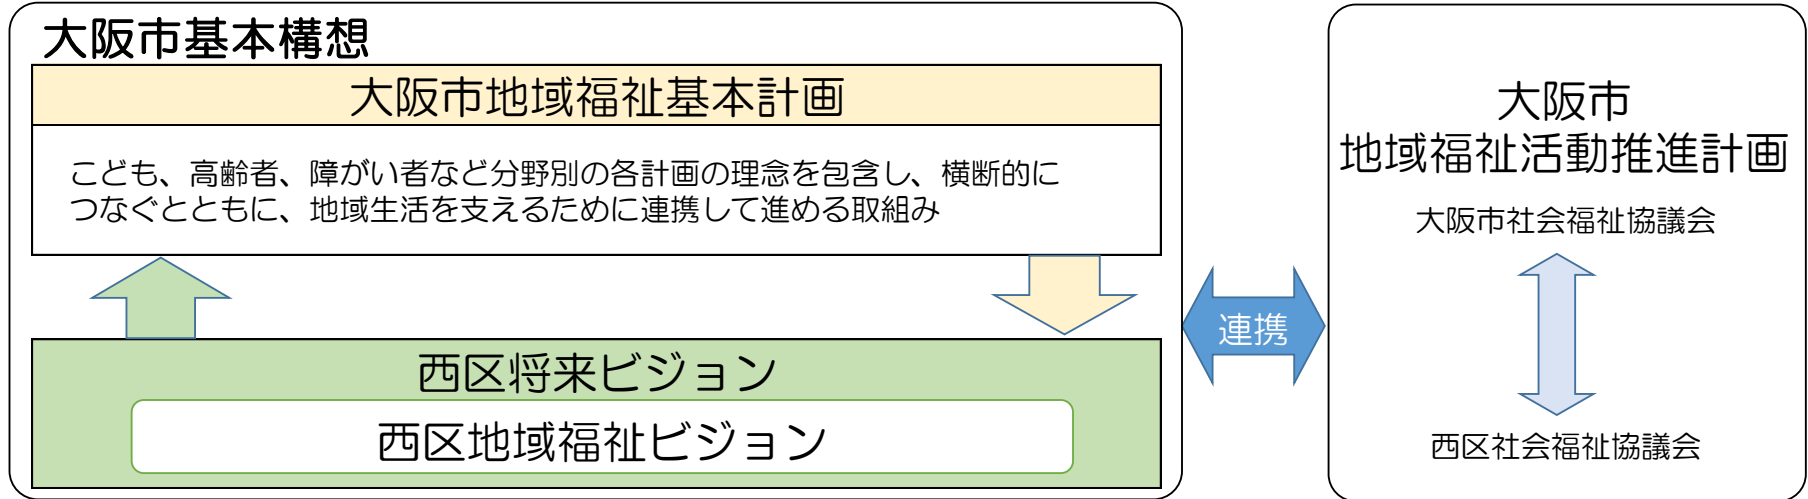 大阪市基本構想
大阪市地域福祉基本計画
こども、高齢者、障がい者など分野別の各計画の理念を包含し、横断的に
つなぐとともに、地域生活を支えるために連携して進める取組み
西区将来ビジョン
西区地域福祉ビジョン
連携
大阪市
地域福祉活動推進計画
大阪市社会福祉協議会
西区社会福祉協議会